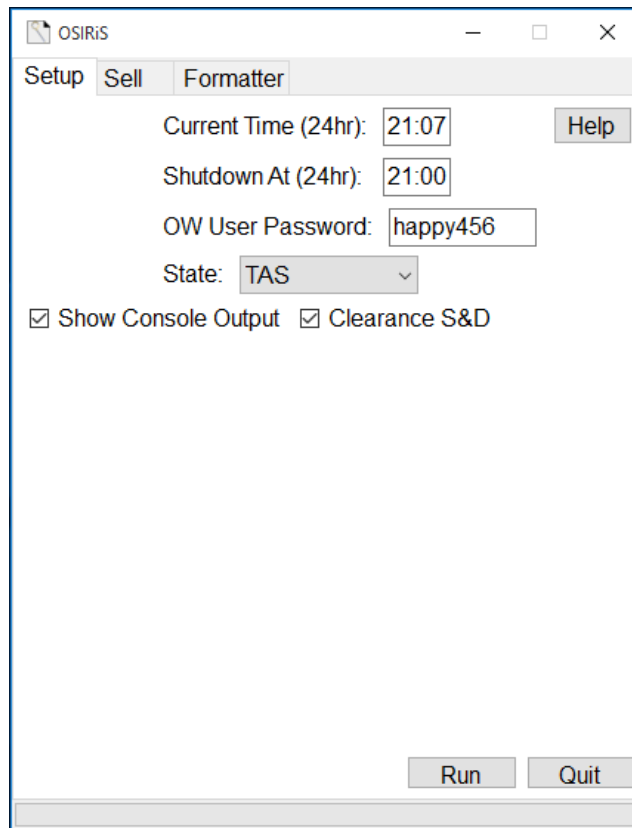 OSIRiS
Setup Sell Formatter
Current Time (24hr): 21:07 Help
Shutdown At (24hr): 21:00
OW User Password: happy456
State: TAS
Show Console Output Clearance S&D
Run Quit